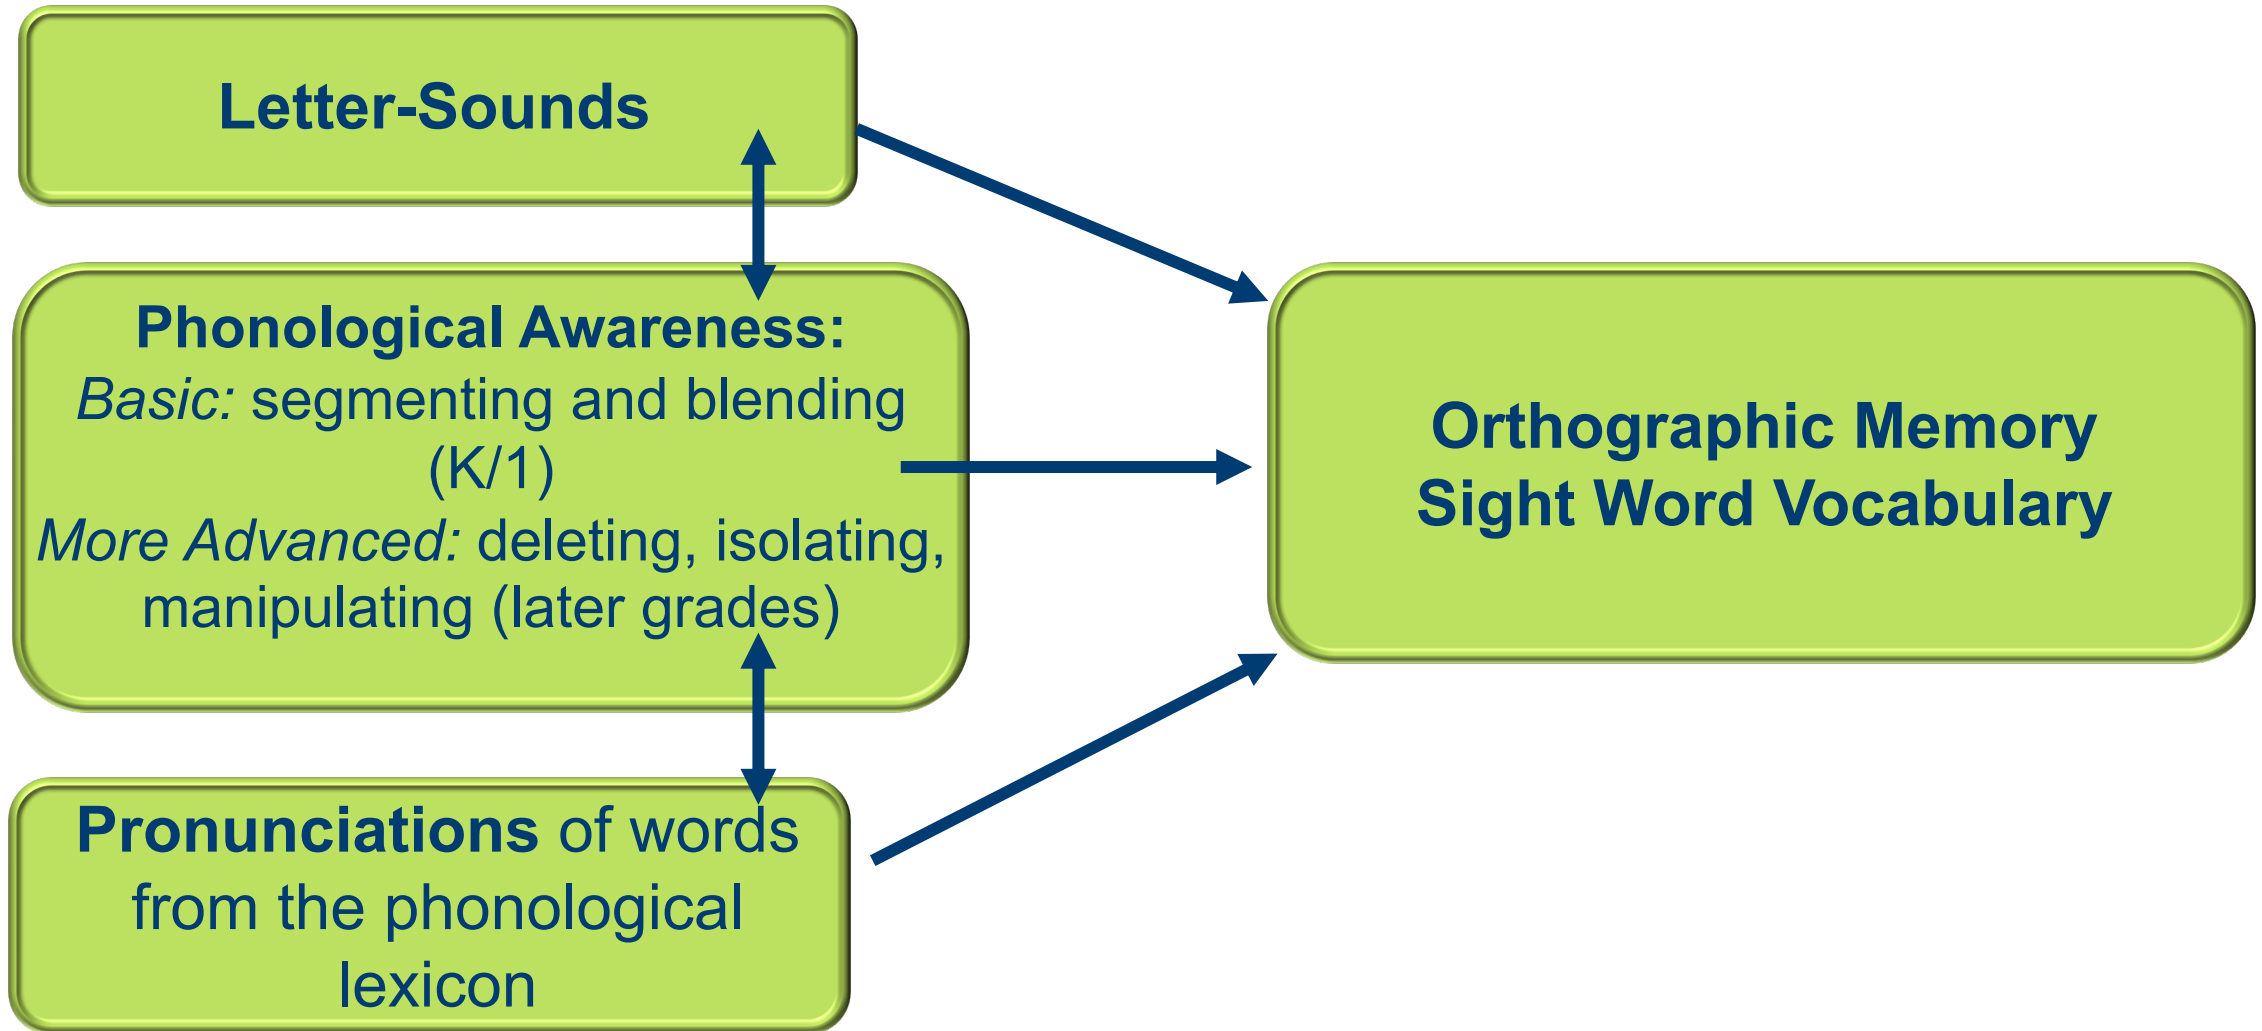 Letter-Sounds
Phonological Awareness:
Basic: segmenting and blending
(K/1)
More Advanced: deleting, isolating,
manipulating (later grades)
Pronunciations of words
from the phonological
lexicon
Orthographic Memory
Sight Word Vocabulary